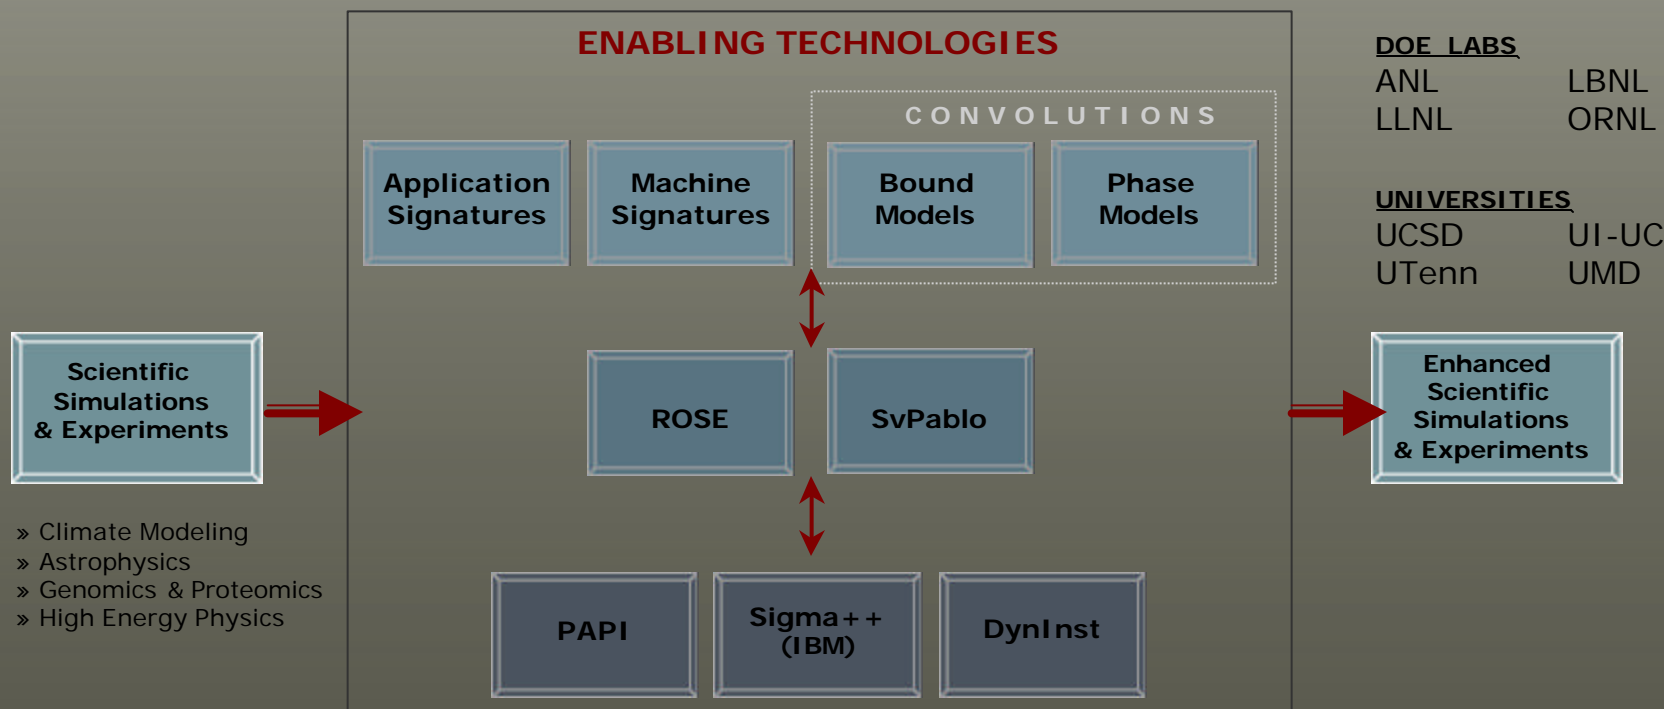 ENABLING TECHNOLOGIES
CONVOLUTIONS
Application
Signatures
Machine
Signatures
Bound
Models
Phase
Models
ROSE
SvPablo
PAPI
Sigma++
(IBM)
DynInst
Scientific
Simulations
& Experiments
» Climate Modeling
» Astrophysics
» Genomics & Proteomics
» High Energy Physics
DOE LABS
ANL LBNL
LLNL ORNL
UNIVERSITIES
UCSD UI-UC
UTenn UMD
Enhanced
Scientific
Simulations
& Experiments